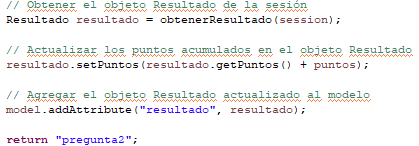 // Obtener el objeto Resultado de la sesión
Resultado resultado = obtenerResultado(session);
// Actualizar los puntos acumulados en el objeto Resultado
resultado.setPuntos(resultado.getPuntos() + puntos);
// Agregar el objeto Resultado actualizado al modelo
model.addAttribute("resultado", resultado);
return "pregunta2";